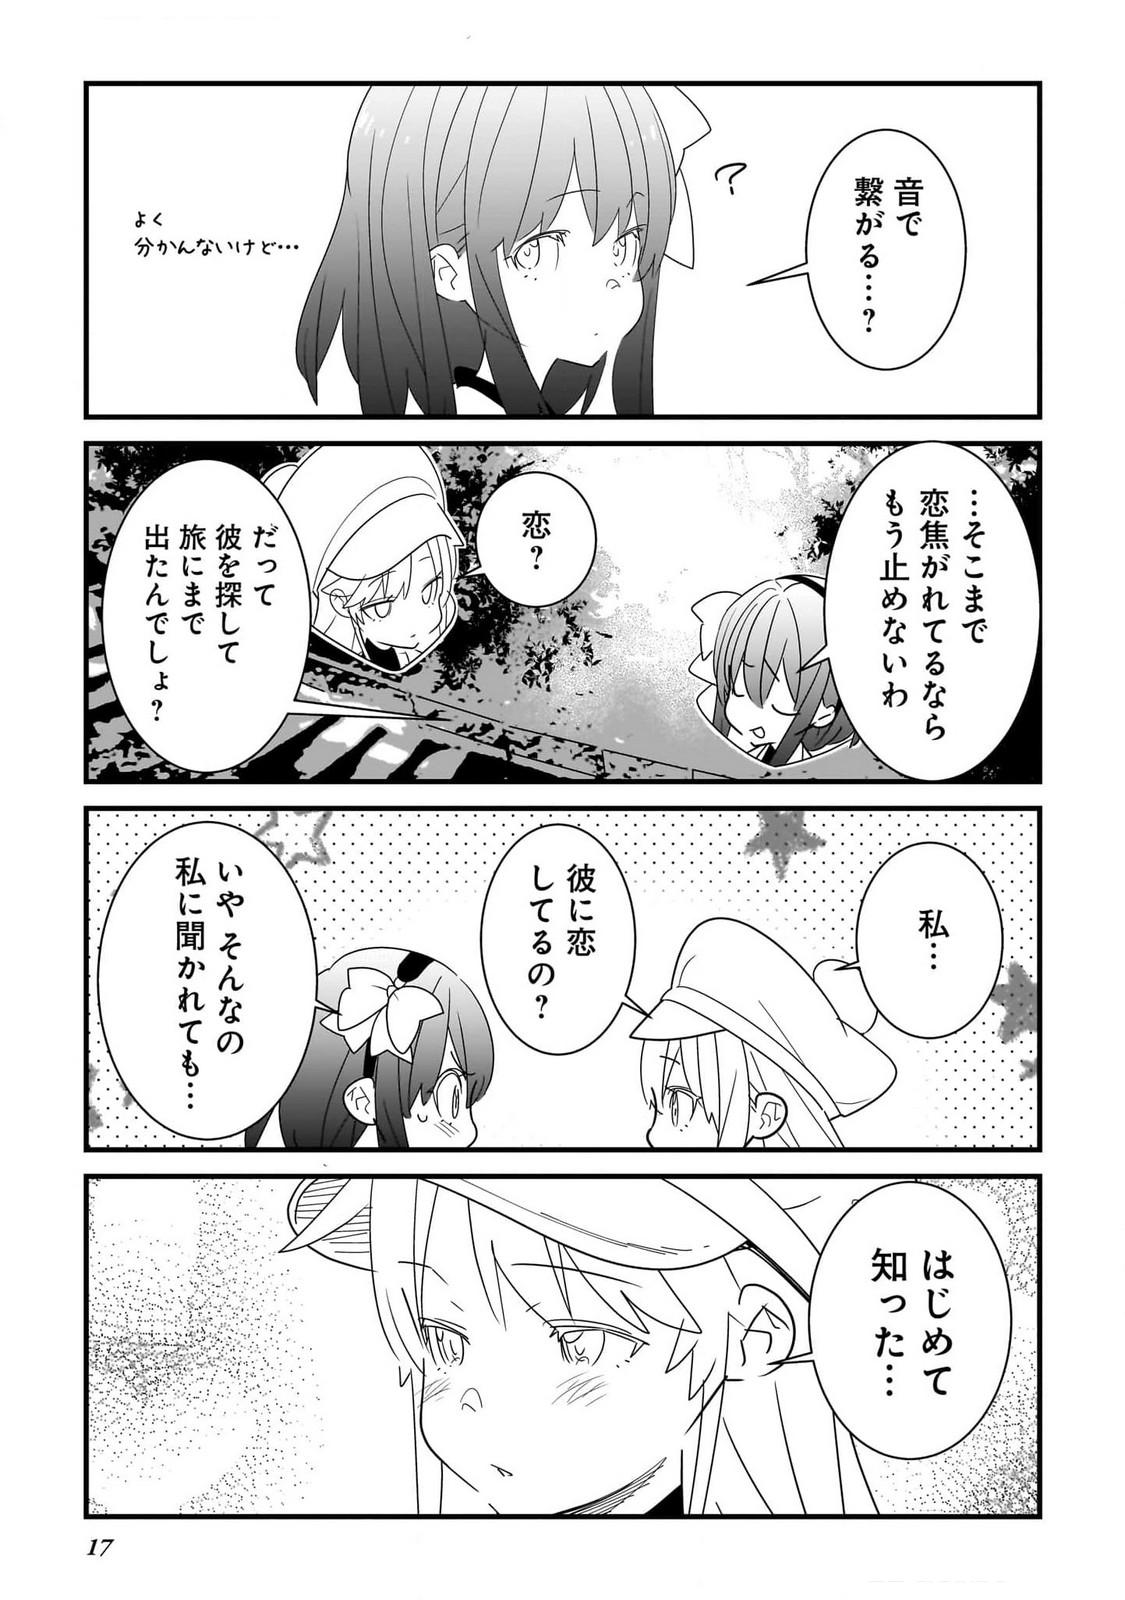 音で
繋がる…?
?
よく
分かんないけど…
…そこまで
恋焦がれてるなら
もう止めないわ
恋?
だって
彼を探して
旅にまで
出たんでしょ?
私…
彼に恋
してるの?
いや そんなの
私に聞かれても…
はじめて
知った…
17